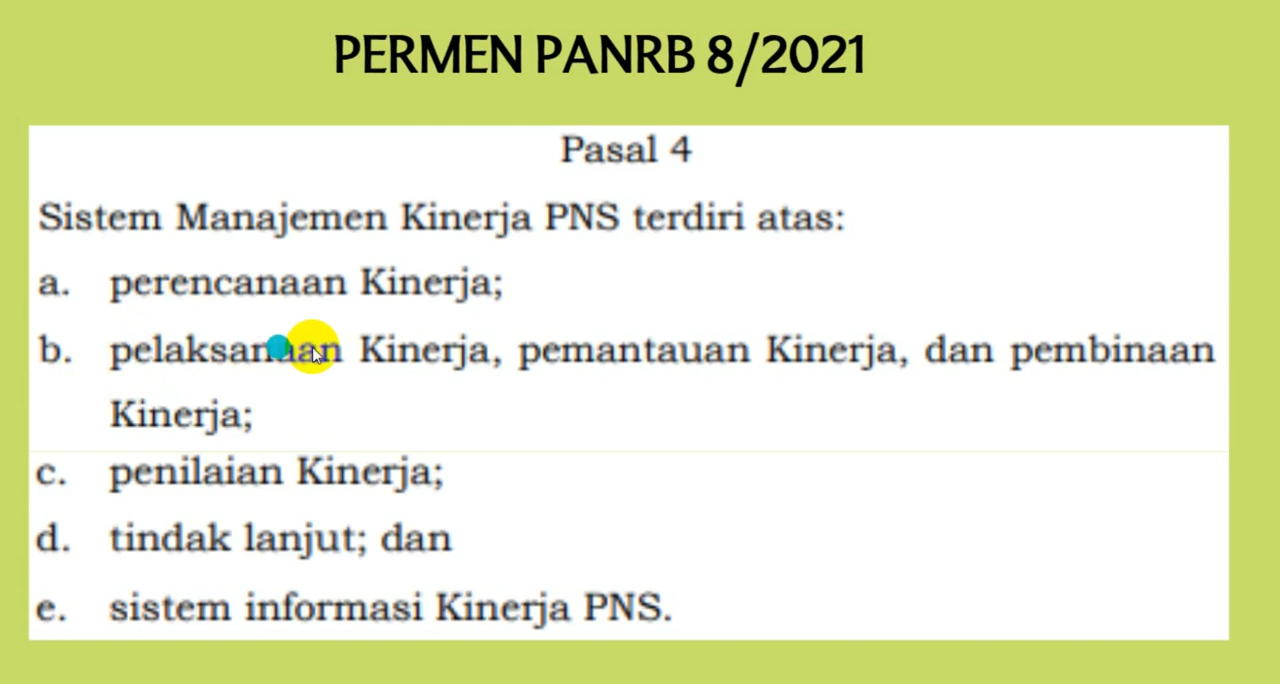 PERMEN PANRB 8/2021
Pasal 4
Sistem Manajemen Kinerja PNS terdiri atas:
a. perencanaan Kinerja;
b. pelaksanaan Kinerja, pemantauan Kinerja, dan pembinaan
Kinerja;
c. penilaian Kinerja;
d. tindak lanjut; dan
e. sistem informasi Kinerja PNS.